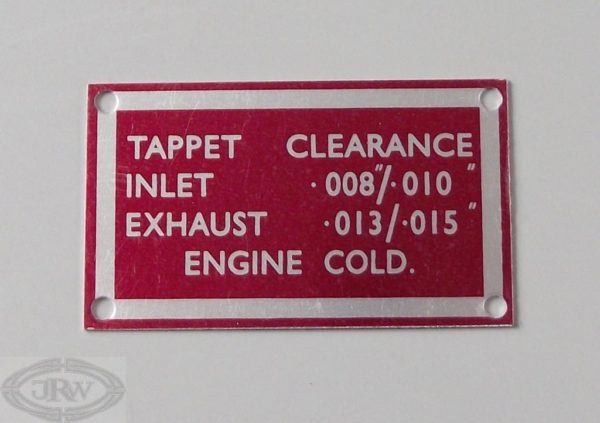 TAPPET CLEARANCE
INLET ·008"/·010"
EXHAUST ·013/·015"
ENGINE COLD.
JRW